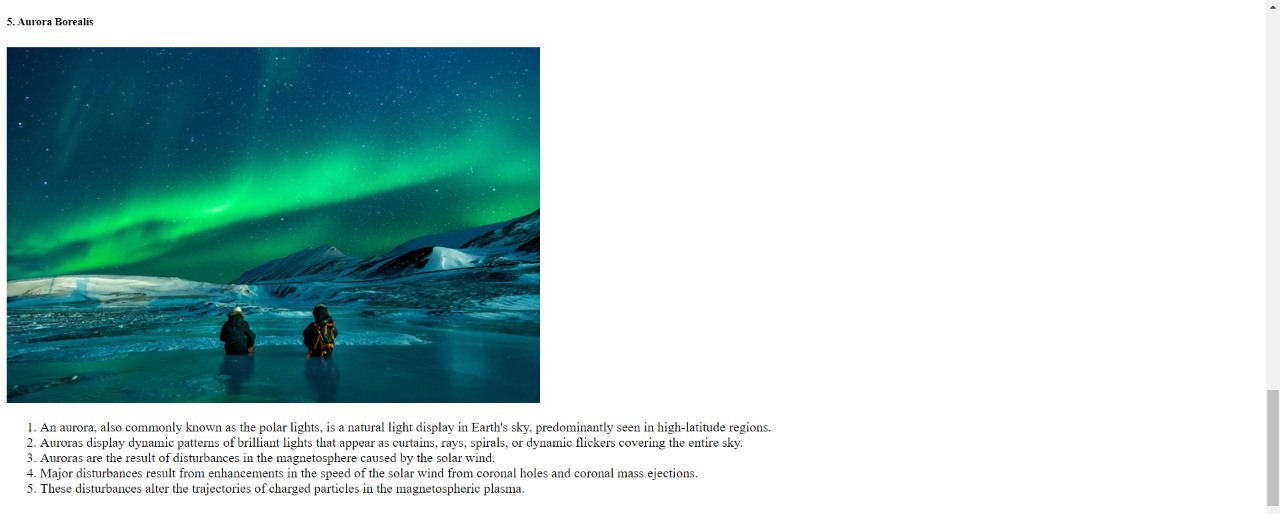 5. Aurora Borealis
1. An aurora, also commonly known as the polar lights, is a natural light display in Earth's sky, predominantly seen in high-latitude regions.
2. Auroras display dynamic patterns of brilliant lights that appear as curtains, rays, spirals, or dynamic flickers covering the entire sky.
3. Auroras are the result of disturbances in the magnetosphere caused by the solar wind.
4. Major disturbances result from enhancements in the speed of the solar wind from coronal holes and coronal mass ejections.
5. These disturbances alter the trajectories of charged particles in the magnetospheric plasma.